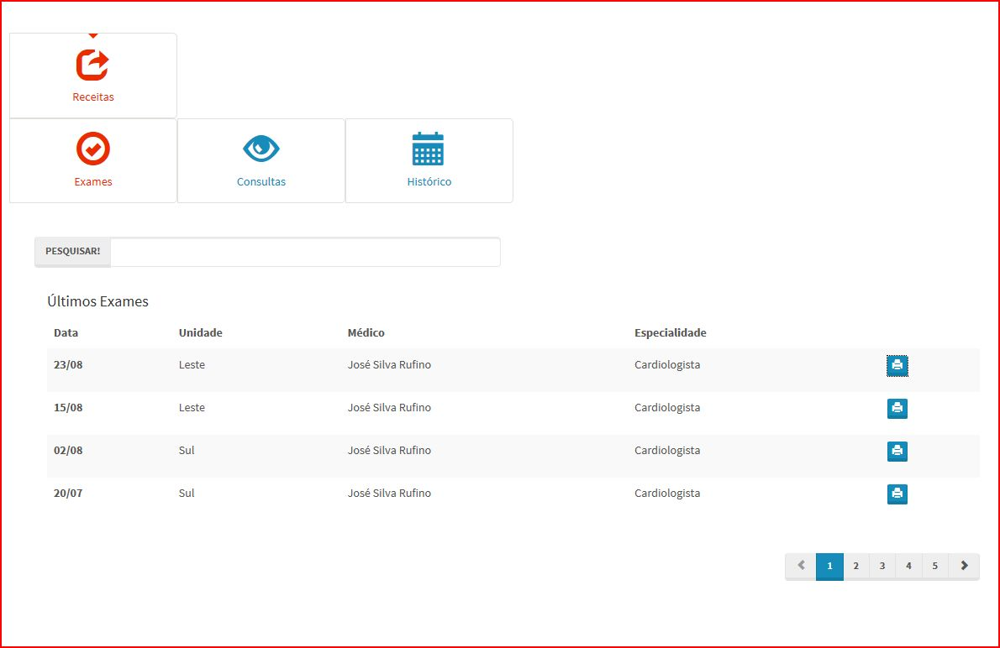 Receitas
Exames Consultas Histórico
PESQUISAR!
Últimos Exames
Data Unidade Médico Especialidade
23/08 Leste José Silva Rufino Cardiologista
15/08 Leste José Silva Rufino Cardiologista
02/08 Sul José Silva Rufino Cardiologista
20/07 Sul José Silva Rufino Cardiologista
1 2 3 4 5